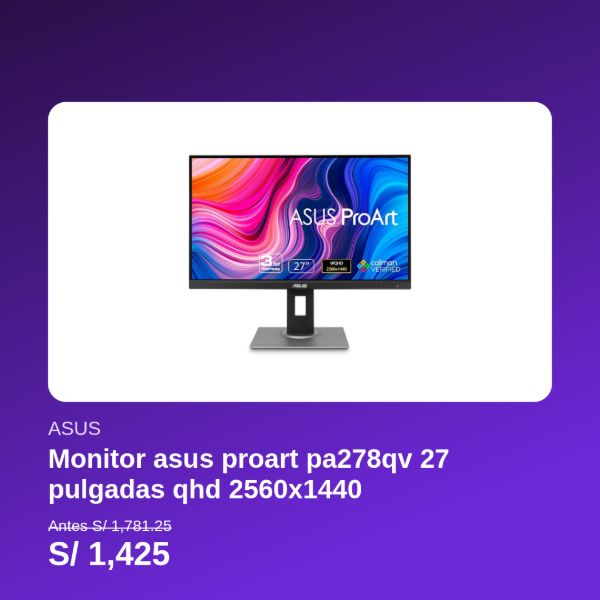 ASUS ProArt
3
27"
WQHD
2560x1440
calman
VERIFIED
ASUS
ASUS
Monitor asus proart pa278qv 27
pulgadas qhd 2560x1440
Antes S/ 1,781.25
S/ 1,425